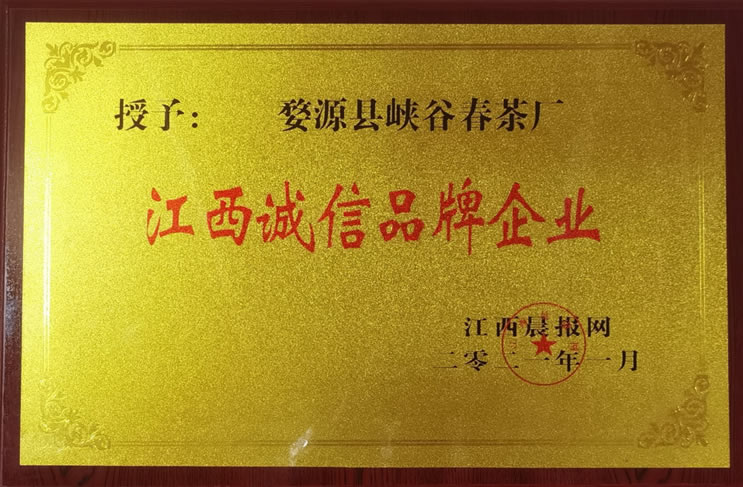 授予： 婺源县峡谷春茶厂
江西诚信品牌企业
江西晨报网
二零二一年一月